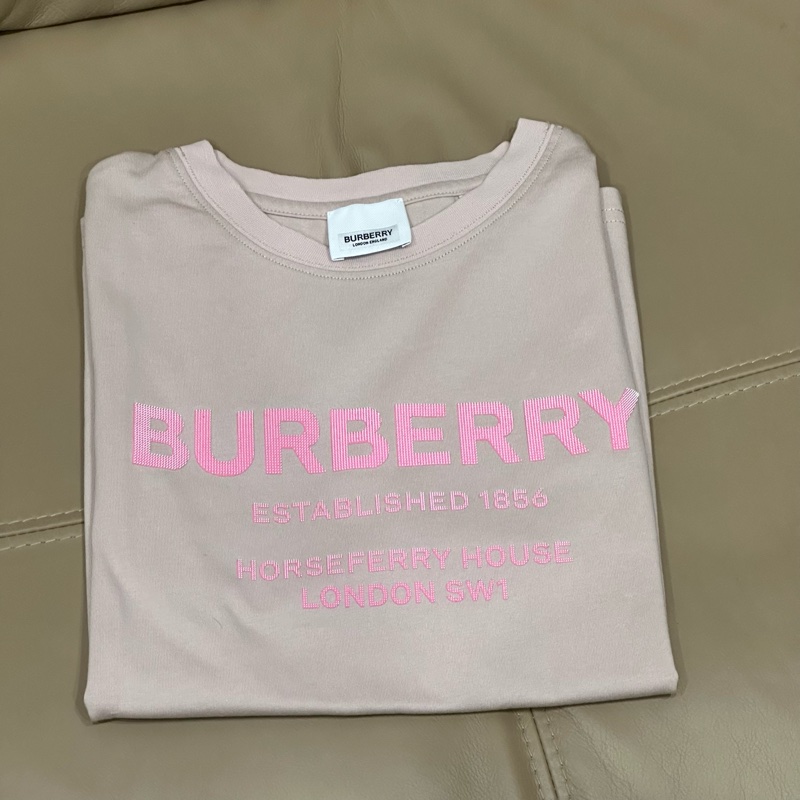 BURBERRY
LONDON ENGLAND
BURBERRY
ESTABLISHED 1856
HORSEFERRY HOUSE
LONDON SW1